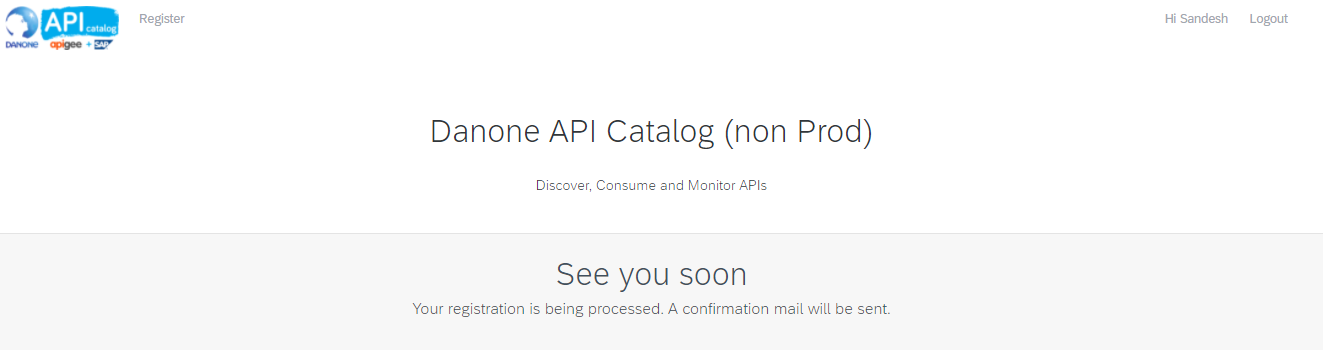 API catalog
DANONE apigee + SAP
Register
Hi Sandesh
Logout
Danone API Catalog (non Prod)
Discover, Consume and Monitor APIs
See you soon
Your registration is being processed. A confirmation mail will be sent.